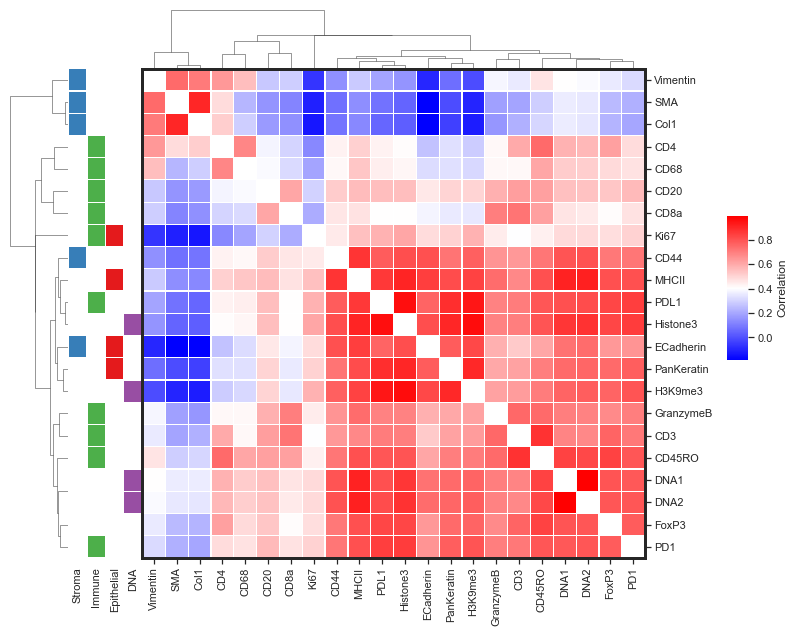 Vimentin
SMA
Col1
CD4
CD68
CD20
CD8a
Ki67
CD44
MHCII
PDL1
Histone3
ECadherin
PanKeratin
H3K9me3
GranzymeB
CD3
CD45RO
DNA1
DNA2
FoxP3
PD1
0.8
0.6
0.4
0.2
0.0
Correlation
Stroma
Immune
Epithelial
DNA
Vimentin
SMA
Col1
CD4
CD68
CD20
CD8a
Ki67
CD44
MHCII
PDL1
Histone3
ECadherin
PanKeratin
H3K9me3
GranzymeB
CD3
CD45RO
DNA1
DNA2
FoxP3
PD1